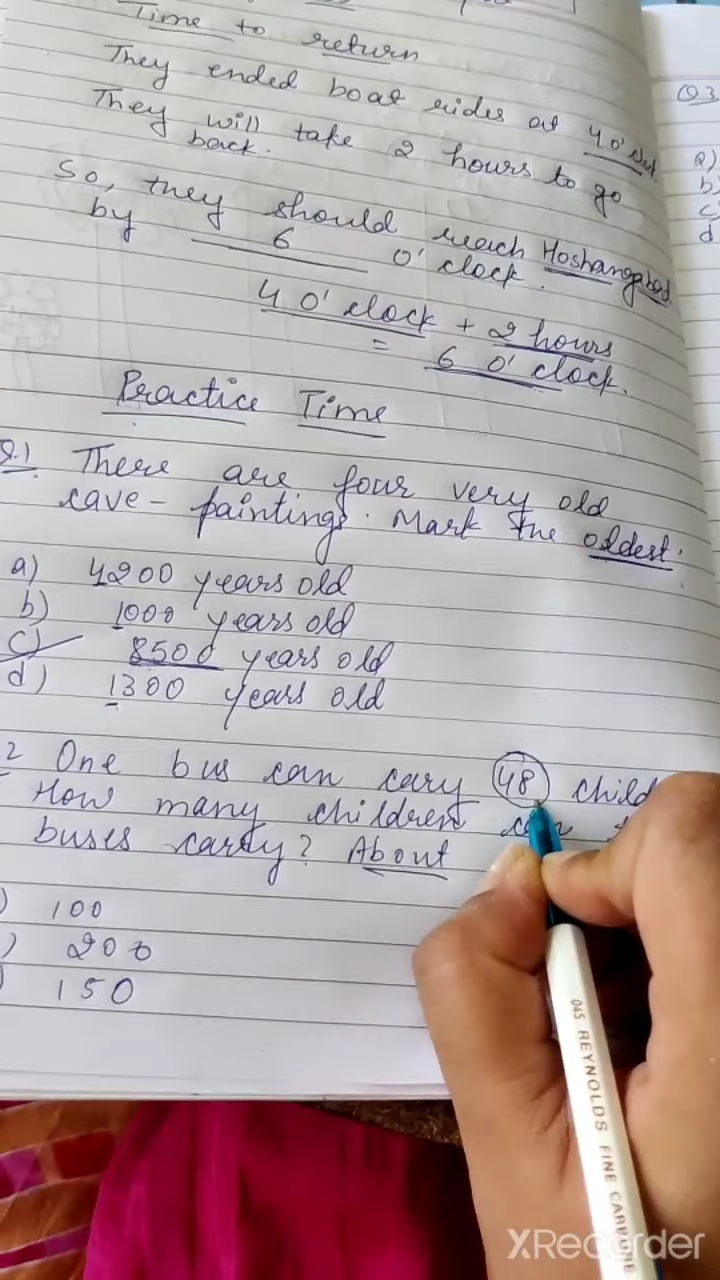 Time to return
They ended boat rides at 4 O'
They will take 2 hours to go
back.
So, they should reach Hoshangabad
by 6 O'clock.
4 O'clock + 2 hours
= 6 O'clock.
Practice Time
Q.1 There are four very old
cave- paintings. Mark the oldest.
a) 4200 years old
b) 1000 years old
c) 8500 years old
d) 1300 years old
2 One bus can cary 48 child
How many children can
buses carry? About
) 100
) 200
) 150
Q3
a)
b
c
d
045 REYNOLDS FINE CARBURE
XRecorder